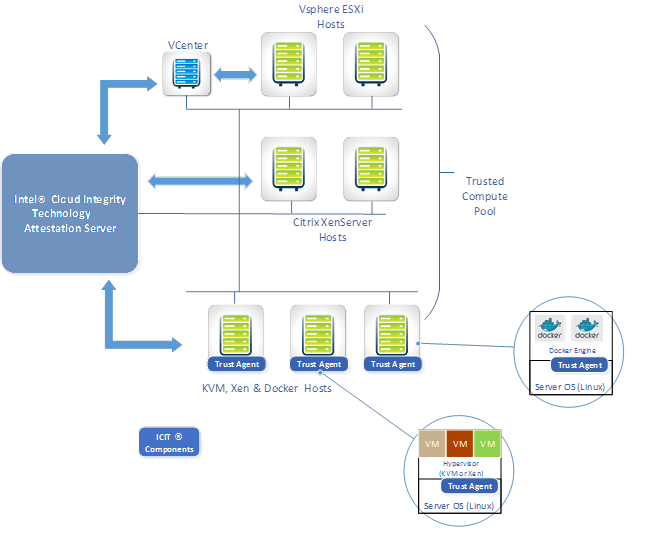 Vsphere ESXi
Hosts
VCenter
Intel® Cloud Integrity
Technology
Attestation Server
Citrix XenServer
Hosts
Trusted
Compute
Pool
Trust Agent
Trust Agent
Trust Agent
KVM, Xen & Docker Hosts
docker
docker
Docker Engine
Trust Agent
Server OS (Linux)
ICIT ®
Components
VM
VM
VM
Hypervisor
(KVM or Xen)
Trust Agent
Server OS (Linux)